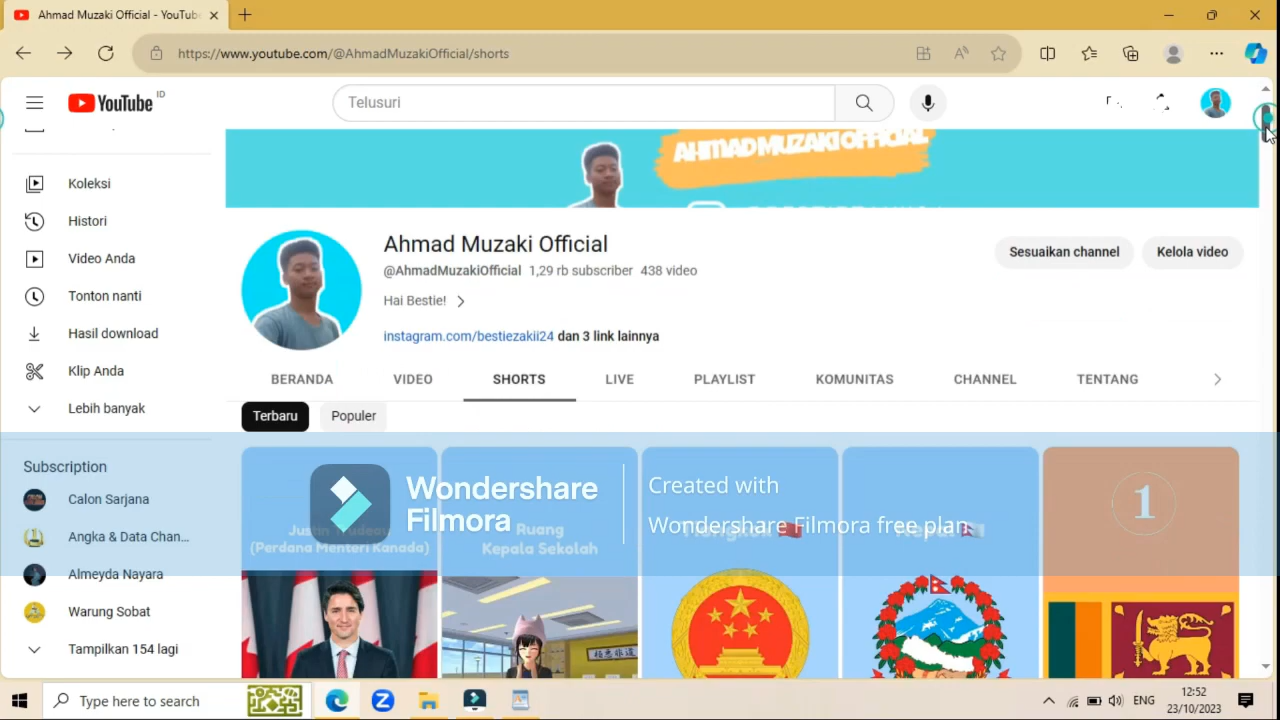 Ahmad Muzaki Official - YouTube
https://www.youtube.com/@AhmadMuzakiOfficial/shorts
YouTube ID
Telusuri
AHMAD MUZAKI OFFICIAL
Koleksi
Histori
Video Anda
Tonton nanti
Hasil download
Klip Anda
Lebih banyak
Subscription
Calon Sarjana
Angka & Data Chan...
Almeyda Nayara
Warung Sobat
Tampilkan 154 lagi
Ahmad Muzaki Official
@AhmadMuzakiOfficial 1,29 rb subscriber 438 video
Hai Bestie!
instagram.com/bestiezakii24 dan 3 link lainnya
Sesuaikan channel
Kelola video
BERANDA VIDEO SHORTS LIVE PLAYLIST KOMUNITAS CHANNEL TENTANG
Terbaru Populer
Wondershare
Filmora
Created with
Wondershare Filmora free plan
Justin Trudeau
(Perdana Menteri Kanada)
Ruang
Kepala Sekolah
1
Type here to search
ENG
12:52
23/10/2023